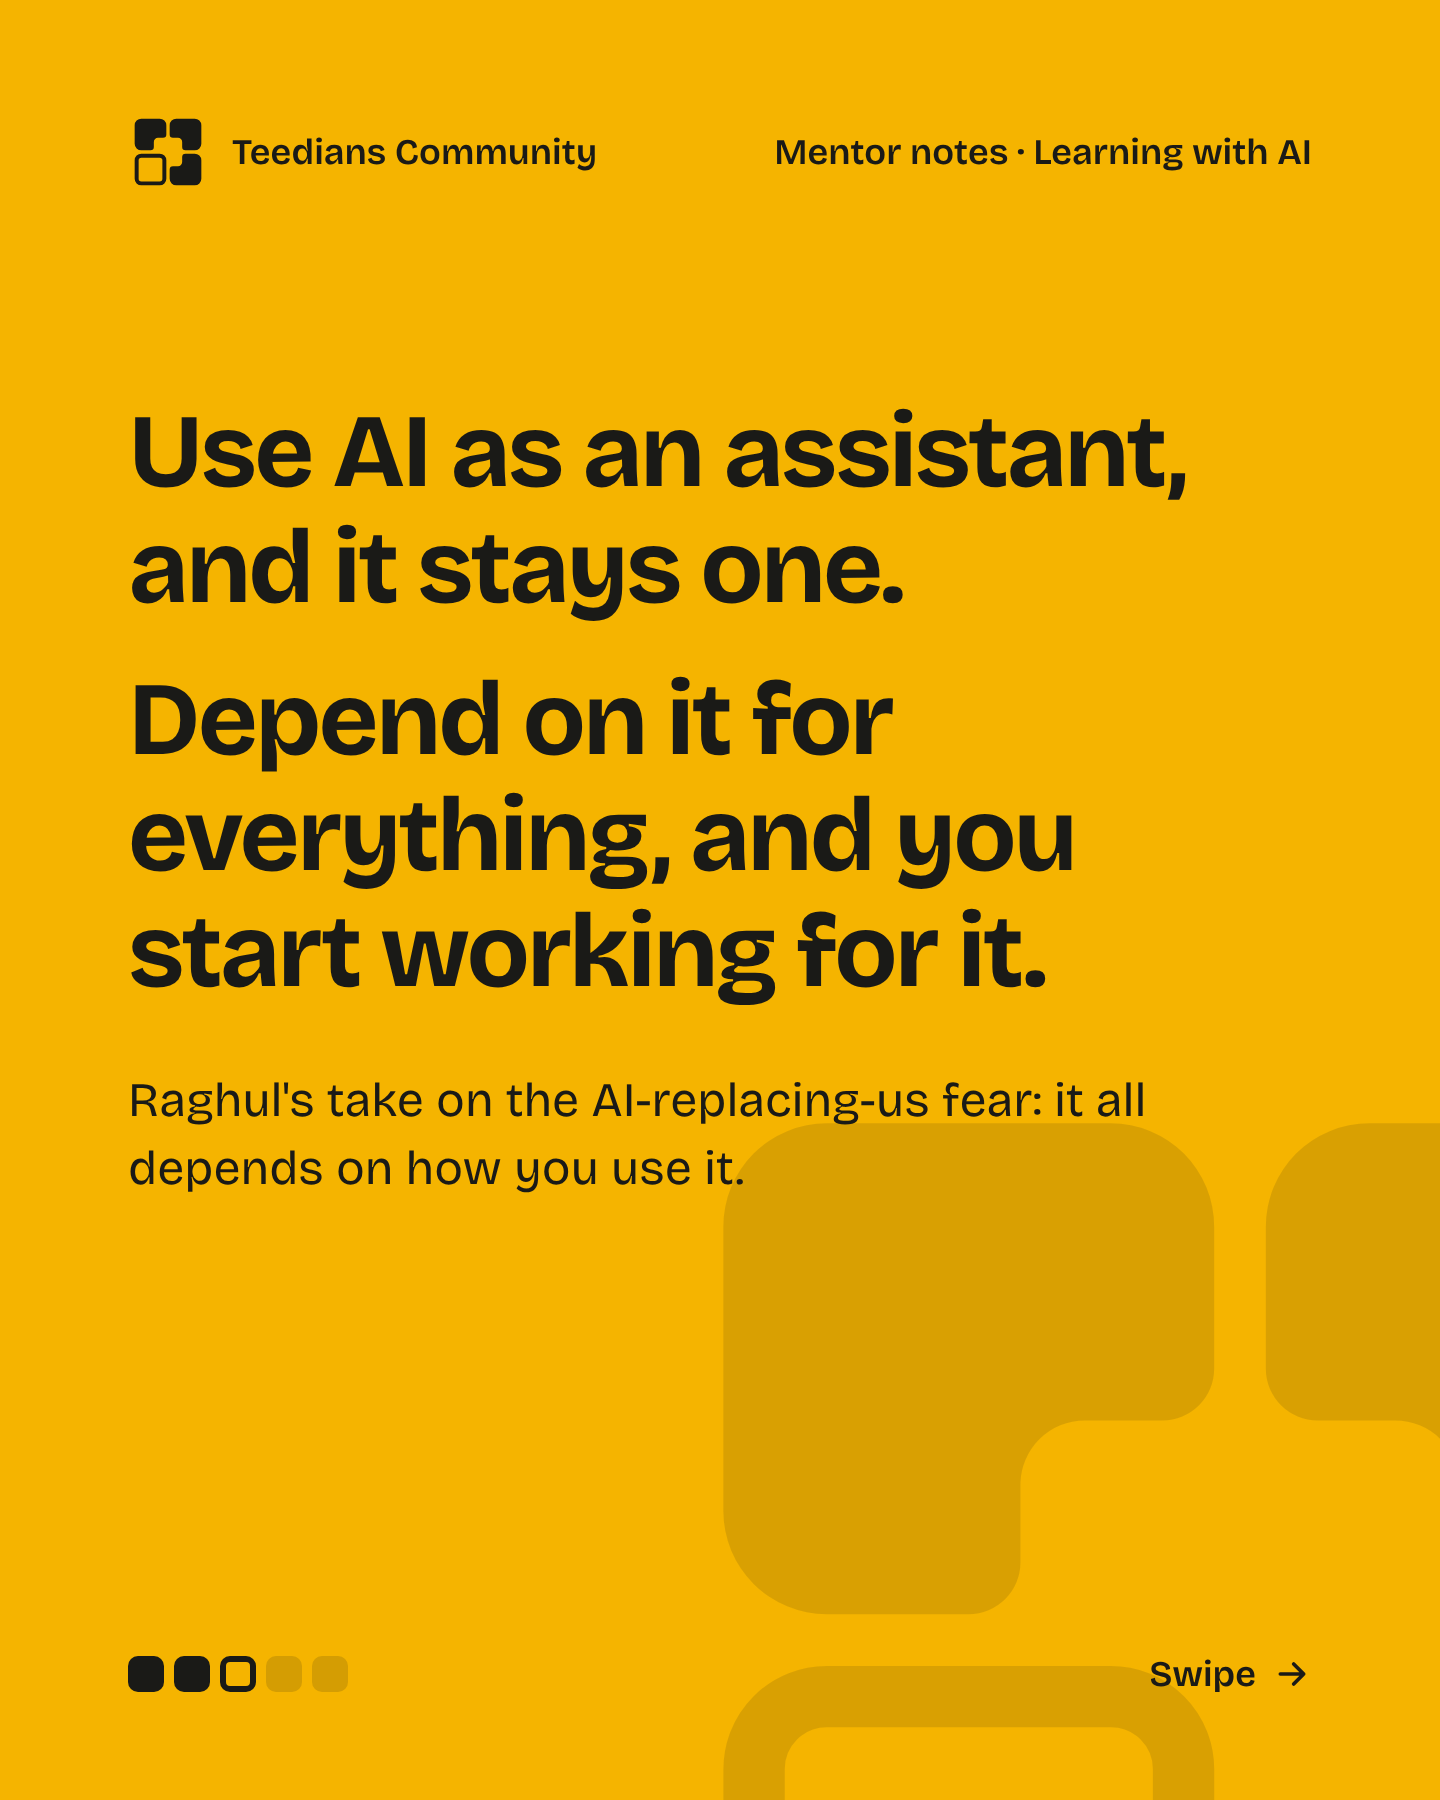 Teedians Community
Mentor notes · Learning with AI
Use AI as an assistant,
and it stays one.
Depend on it for
everything, and you
start working for it.
Raghul's take on the AI-replacing-us fear: it all
depends on how you use it.
Swipe →